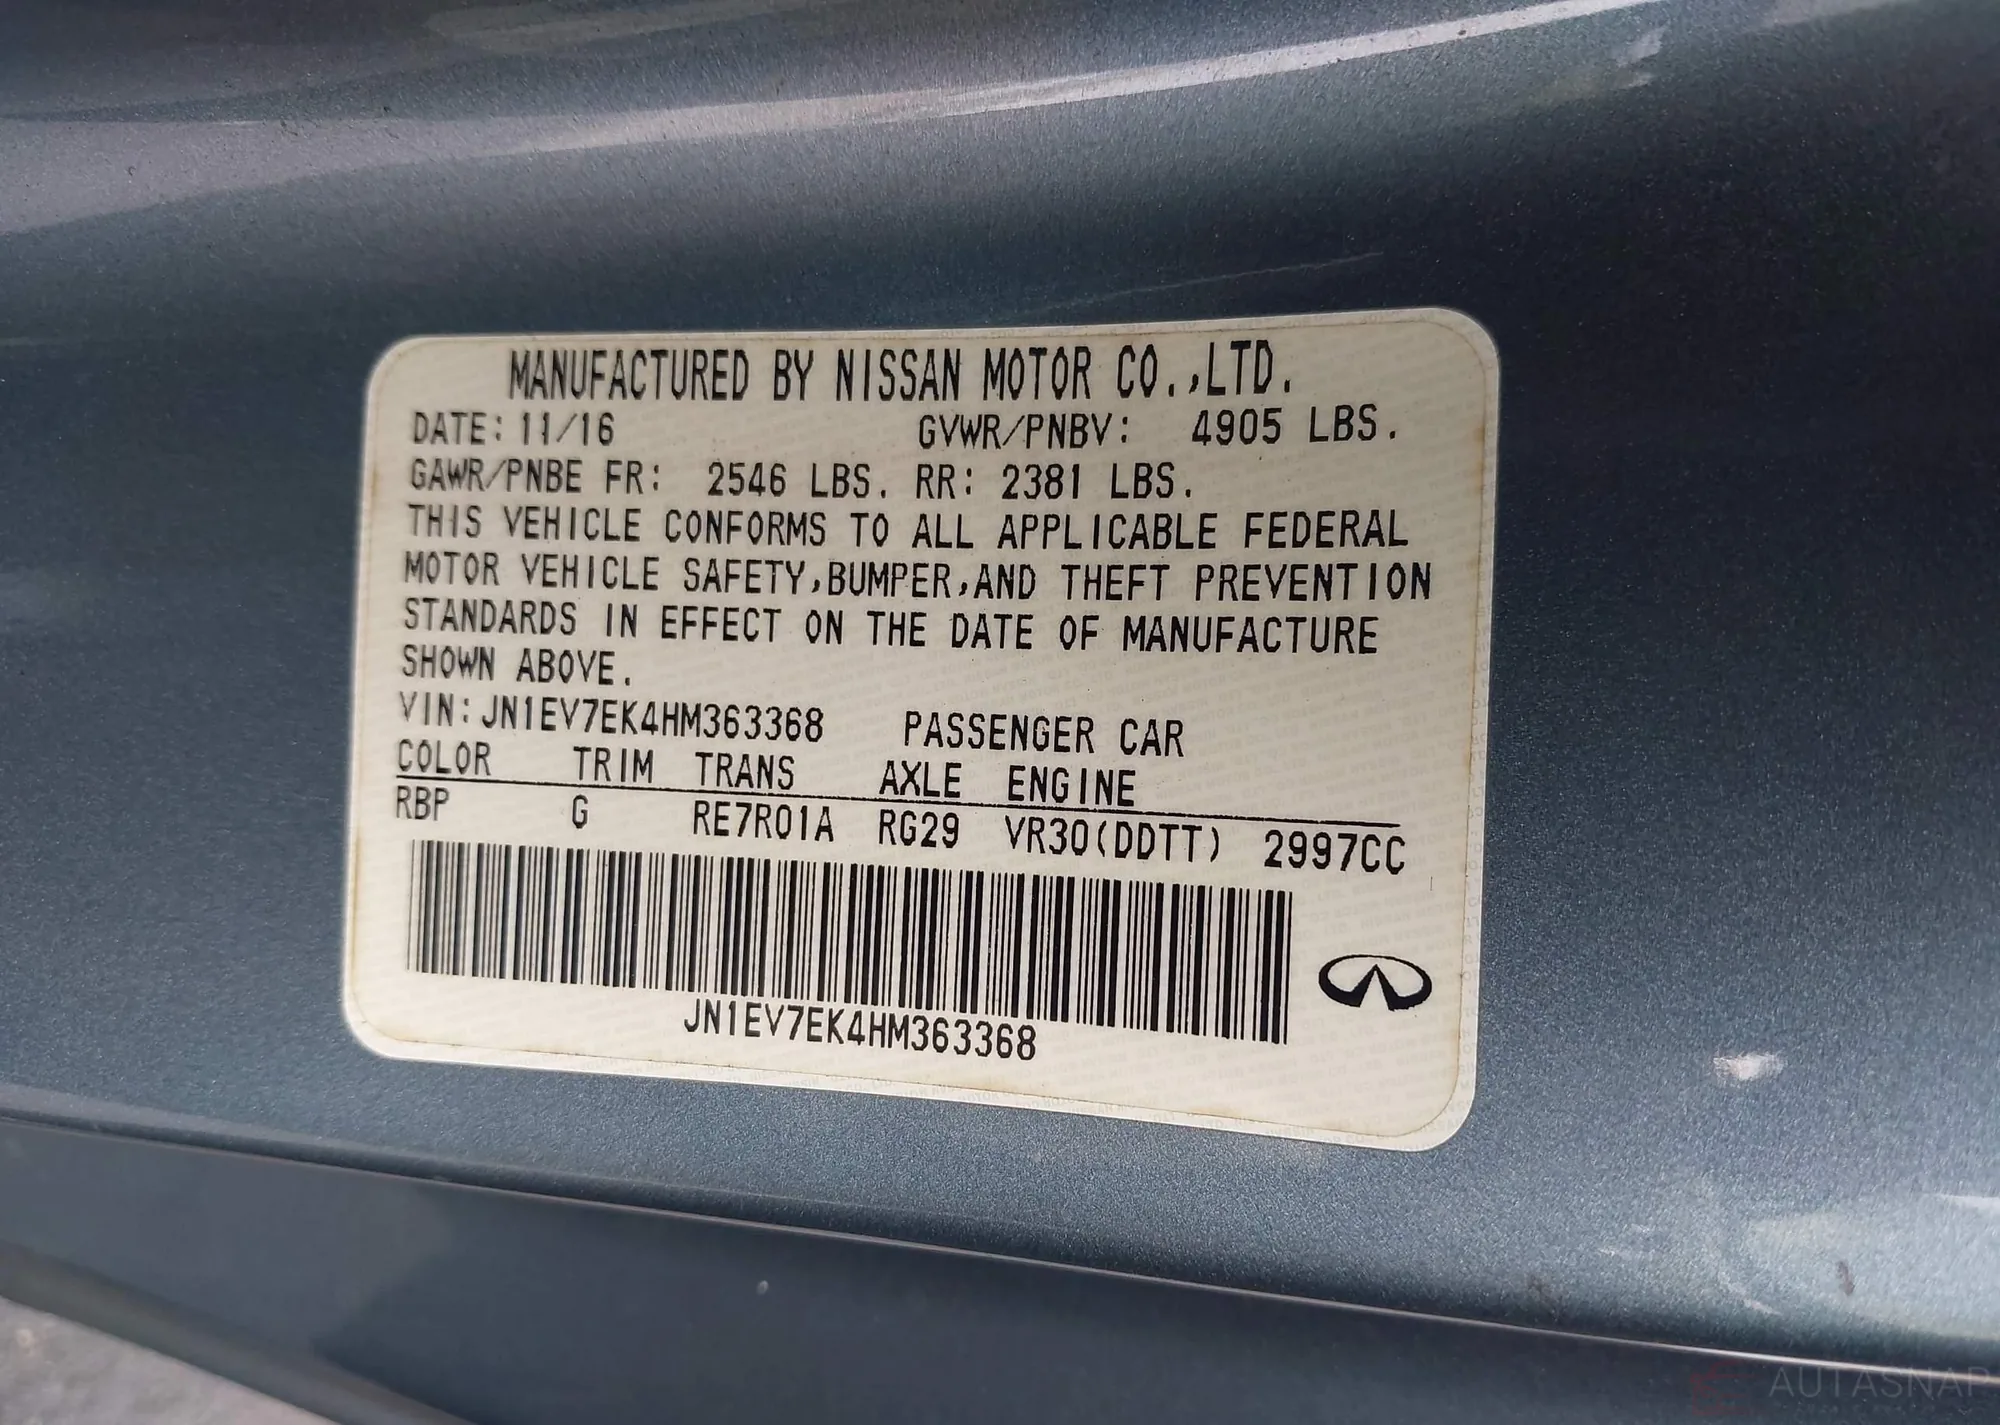 MANUFACTURED BY NISSAN MOTOR CO.,LTD.
DATE: 11/16 GVWR/PNBV: 4905 LBS.
GAWR/PNBE FR: 2546 LBS. RR: 2381 LBS.
THIS VEHICLE CONFORMS TO ALL APPLICABLE FEDERAL
MOTOR VEHICLE SAFETY,BUMPER,AND THEFT PREVENTION
STANDARDS IN EFFECT ON THE DATE OF MANUFACTURE
SHOWN ABOVE.
VIN: JN1EV7EK4HM363368 PASSENGER CAR
COLOR TRIM TRANS AXLE ENGINE
RBP G RE7R01A RG29 VR30(DDTT) 2997CC
JN1EV7EK4HM363368
AUTASNAP